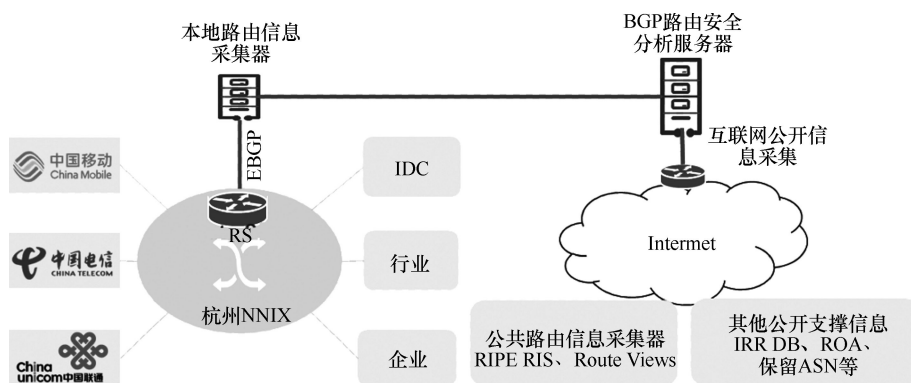 本地路由信息
采集器
BGP路由安全
分析服务器
EBGP
互联网公开信
息采集
中国移动
China Mobile
IDC
RS
中国电信
CHINA TELECOM
行业
Internet
杭州NNIX
China
unicom中国联通
企业
公共路由信息采集器
RIPE RIS、Route Views
其他公开支撑信息
IRR DB、ROA、
保留ASN等